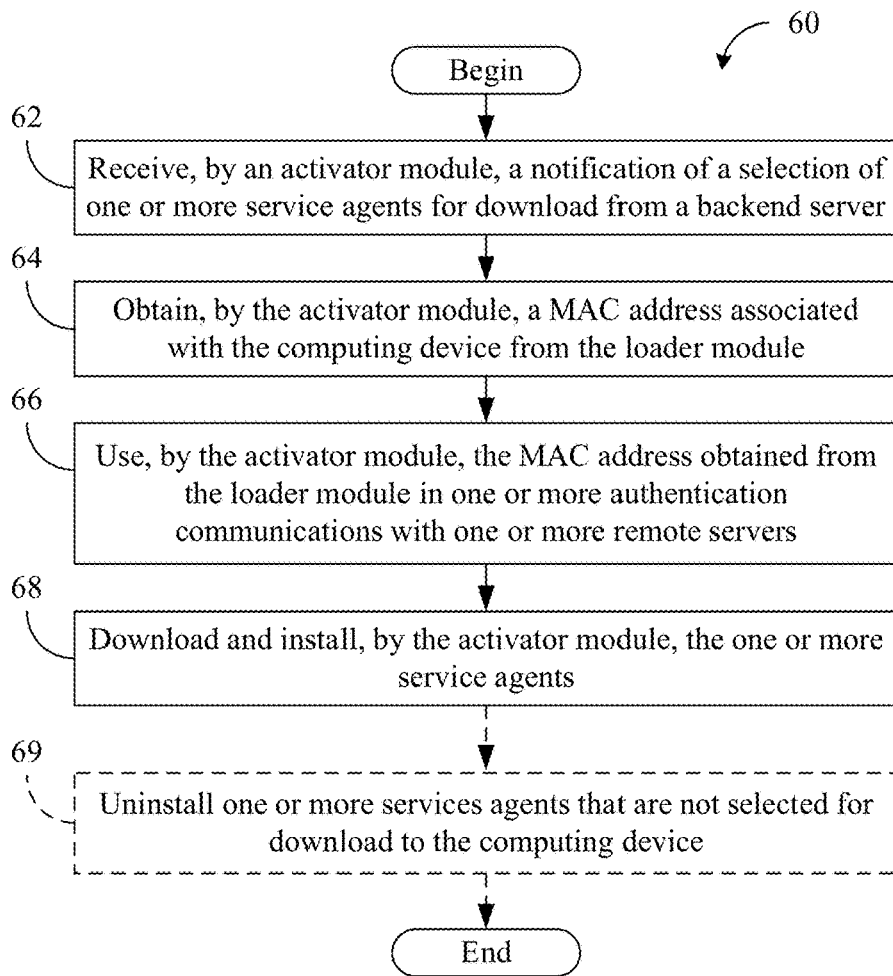 60
Begin
62
Receive, by an activator module, a notification of a selection of
one or more service agents for download from a backend server
64
Obtain, by the activator module, a MAC address associated
with the computing device from the loader module
66
Use, by the activator module, the MAC address obtained from
the loader module in one or more authentication
communications with one or more remote servers
68
Download and install, by the activator module, the one or more
service agents
69
Uninstall one or more services agents that are not selected for
download to the computing device
End